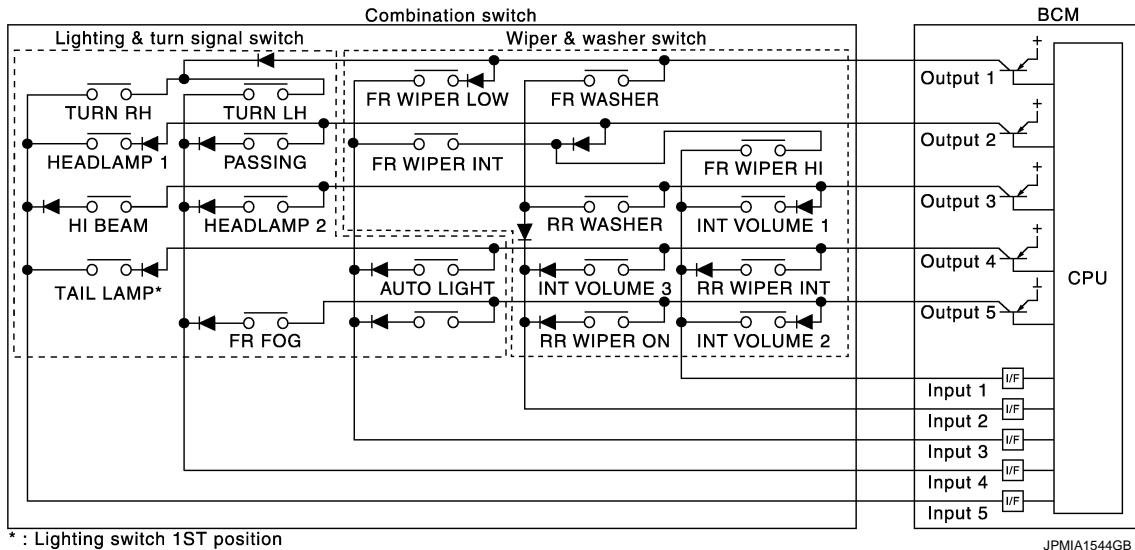 Combination switch
BCM
Lighting & turn signal switch
Wiper & washer switch
+
Output 1
TURN RH
TURN LH
FR WIPER LOW
FR WASHER
+
Output 2
HEADLAMP 1
PASSING
FR WIPER INT
FR WIPER HI
+
Output 3
HI BEAM
HEADLAMP 2
RR WASHER
INT VOLUME 1
+
Output 4
CPU
TAIL LAMP*
AUTO LIGHT
INT VOLUME 3
RR WIPER INT
+
Output 5
FR FOG
RR WIPER ON
INT VOLUME 2
I/F
Input 1
I/F
Input 2
I/F
Input 3
I/F
Input 4
I/F
Input 5
* : Lighting switch 1ST position
JPMIA1544GB